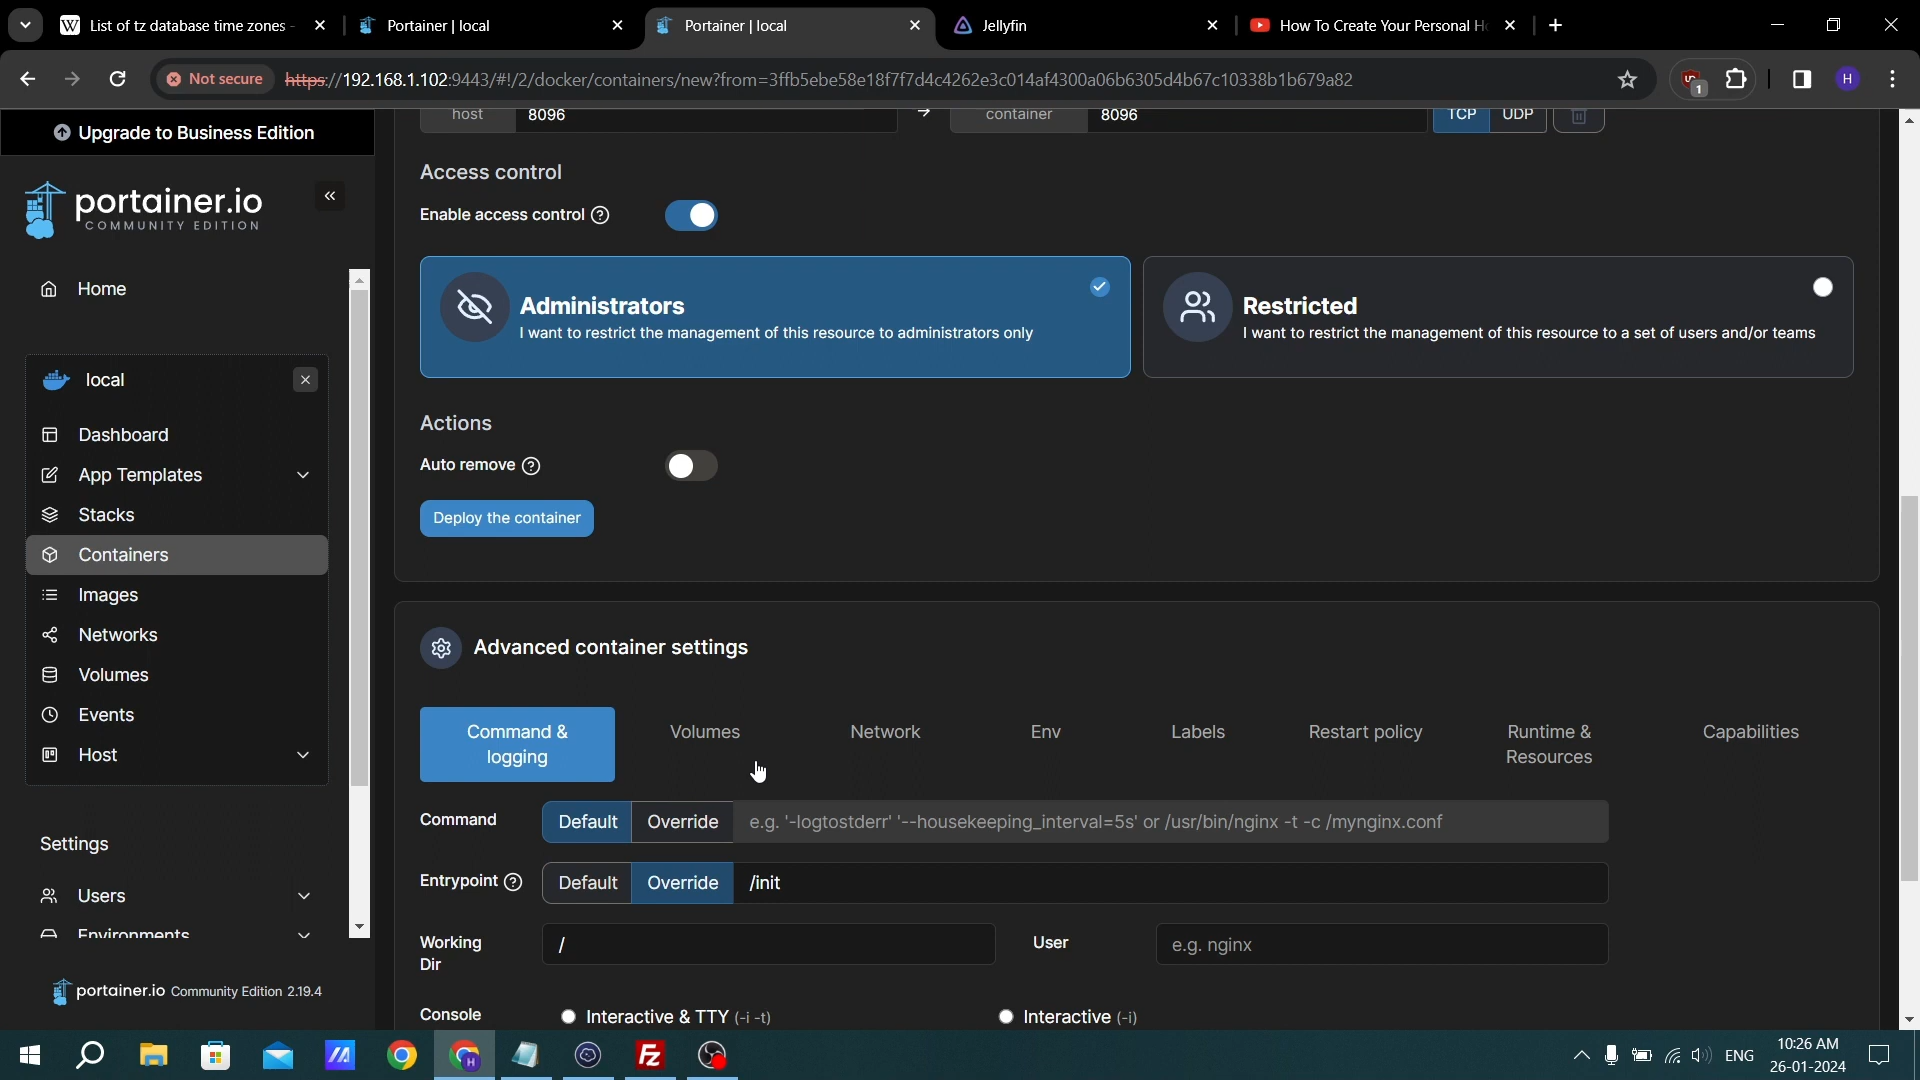 List of tz database time zones -
Portainer | local
Portainer | local
Jellyfin
How To Create Your Personal H
Not secure
https://192.168.1.102:9443/#!/2/docker/containers/new?from=3ffb5ebe58e18f7f7d4c4262e3c014af4300a06b6305d4b67c10338b1b679a82
1
H
Upgrade to Business Edition
portainer.io
COMMUNITY EDITION
Home
local
Dashboard
App Templates
Stacks
Containers
Images
Networks
Volumes
Events
Host
Settings
Users
Environments
portainer.io Community Edition 2.19.4
host 8096 → container 8096 TCP UDP
Access control
Enable access control
Administrators
I want to restrict the management of this resource to administrators only
Restricted
I want to restrict the management of this resource to a set of users and/or teams
Actions
Auto remove
Deploy the container
Advanced container settings
Command &
logging
Volumes
Network
Env
Labels
Restart policy
Runtime &
Resources
Capabilities
Command Default Override e.g. '-logtostderr' '--housekeeping_interval=5s' or /usr/bin/nginx -t -c /mynginx.conf
Entrypoint Default Override /init
Working
Dir
/
User e.g. nginx
Console Interactive & TTY (-i -t) Interactive (-i)
ENG
10:26 AM
26-01-2024